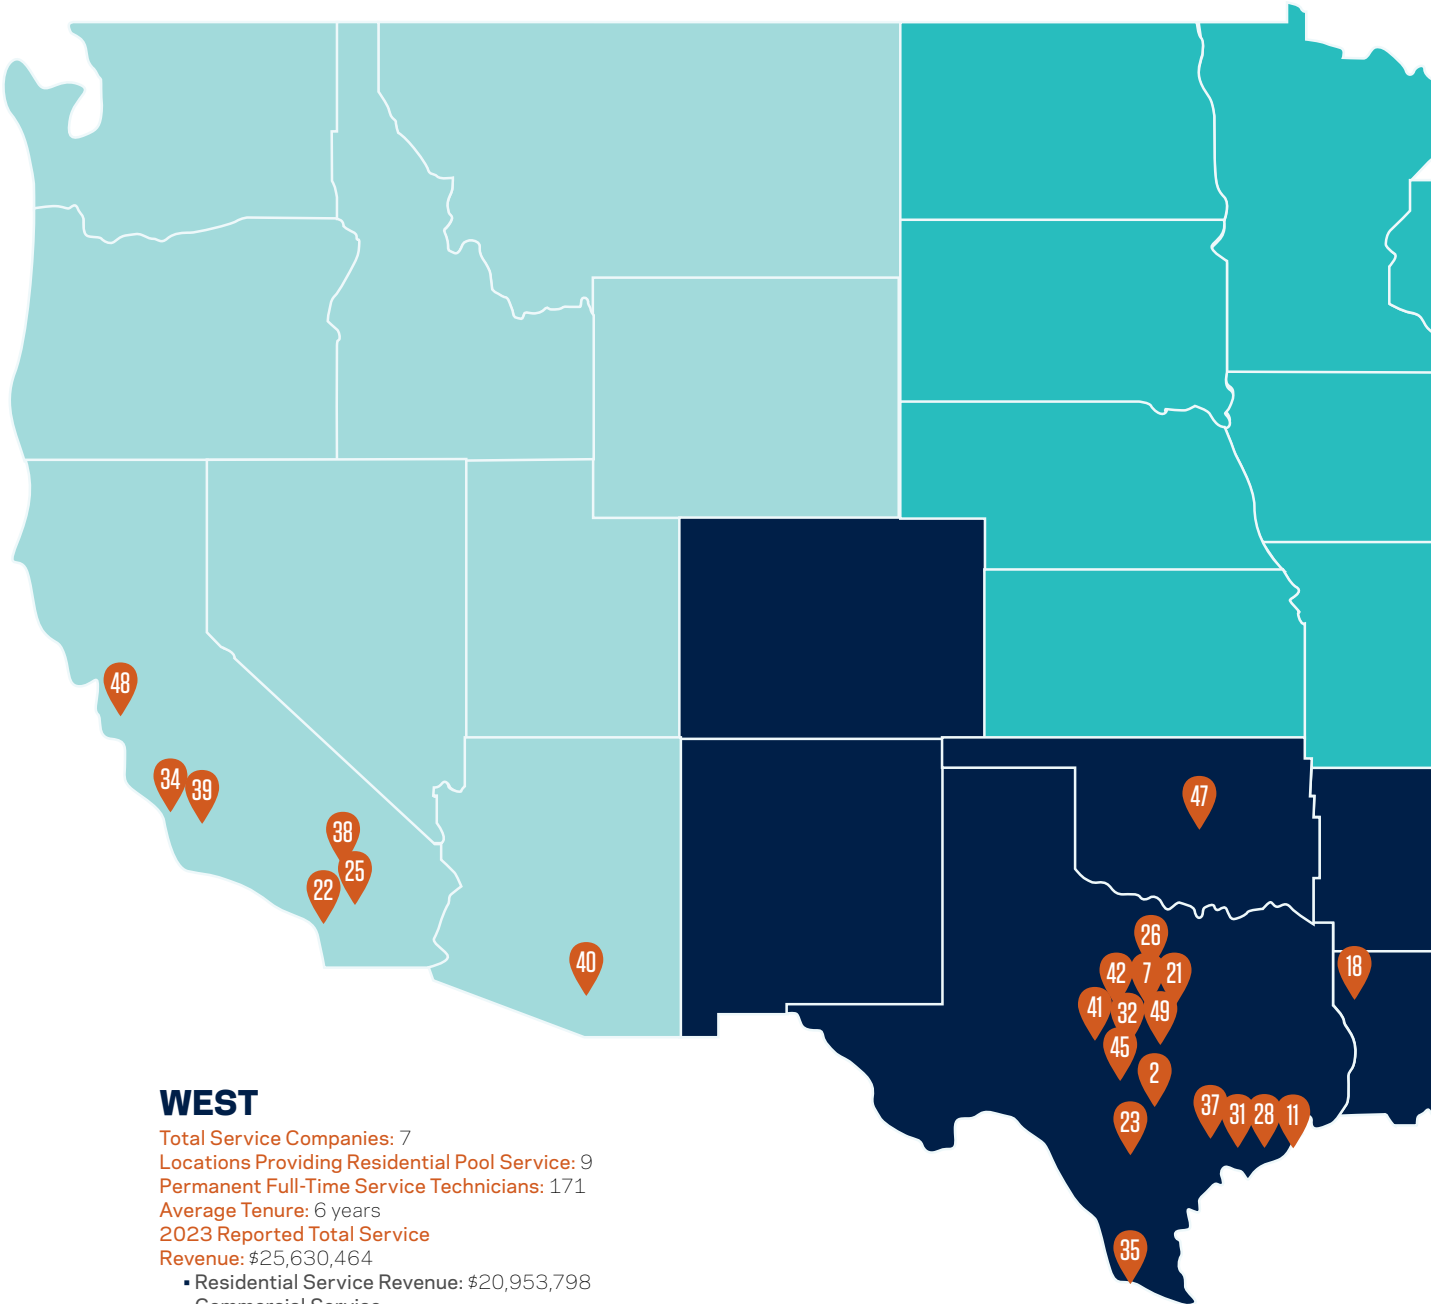 48
34
39
38
25
22
40
47
26
42
7
21
18
41
32
49
45
2
23
37
31
28
11
35
WEST
Total Service Companies: 7
Locations Providing Residential Pool Service: 9
Permanent Full-Time Service Technicians: 171
Average Tenure: 6 years
2023 Reported Total Service
Revenue: $25,630,464
▪ Residential Service Revenue: $20,953,798
Commercial Service